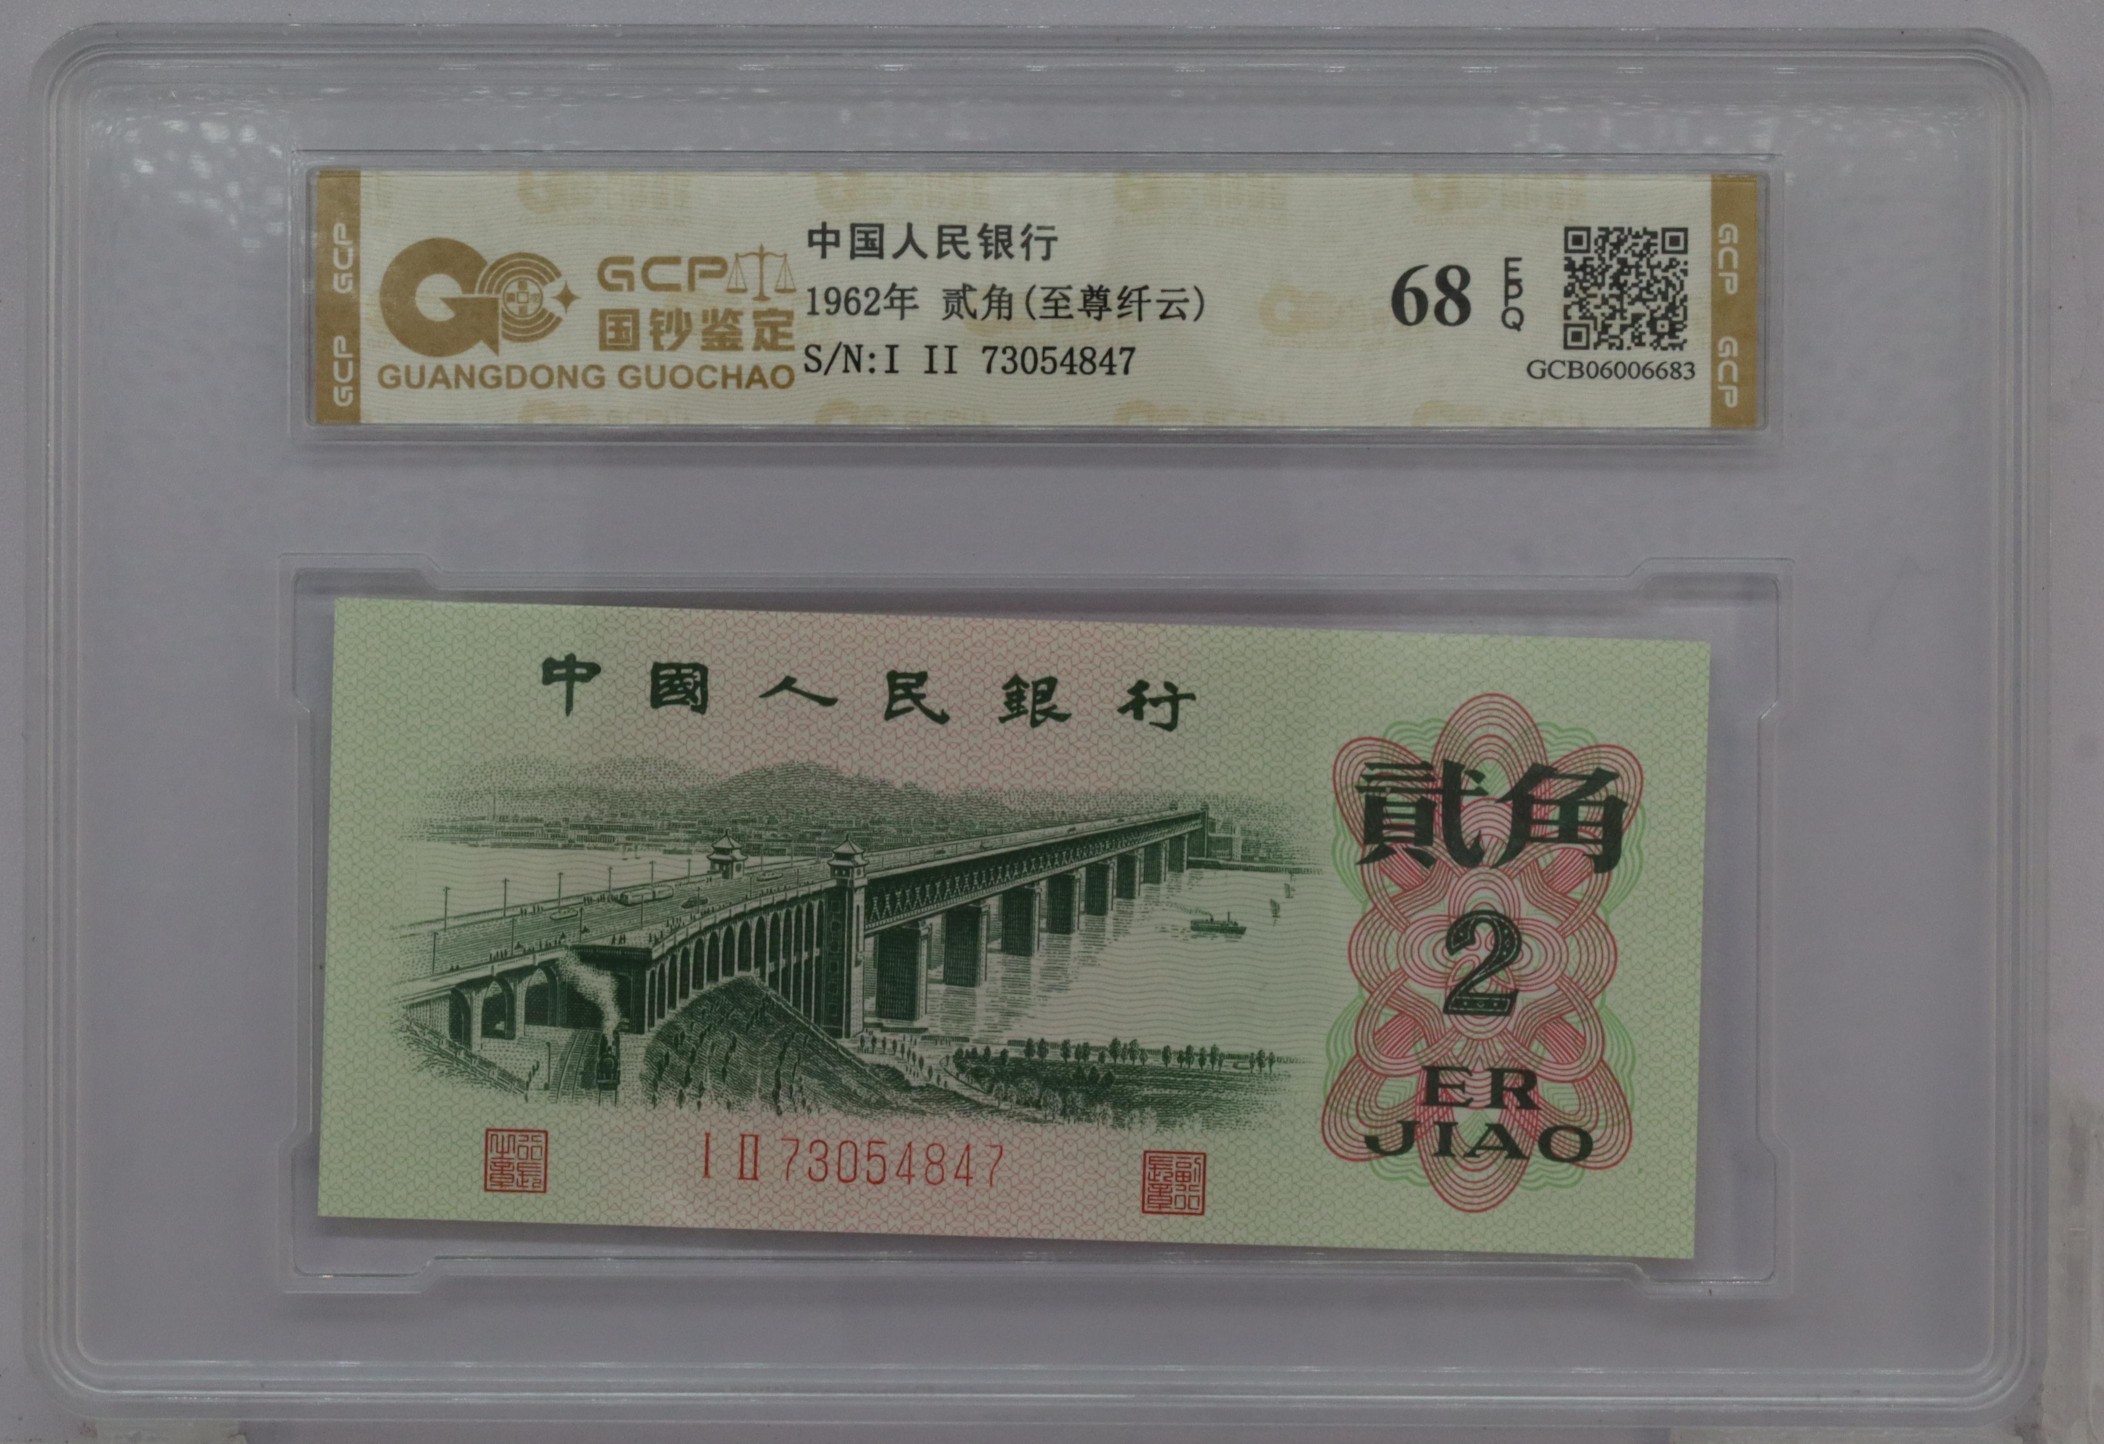 GCP GCP
GCP
国钞鉴定
GUANGDONG GUOCHAO
中国人民银行
1962年 贰角(至尊纤云)
S/N:I II 73054847
68 EPQ
GCB06006683
GCP GCP
中國人民銀行
貳角
2
ER
JIAO
I II 73054847